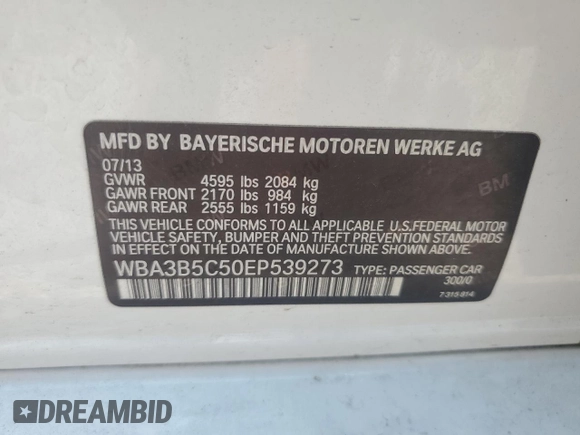 MFD BY BAYERISCHE MOTOREN WERKE AG
07/13
GVWR 4595 lbs 2084 kg
GAWR FRONT 2170 lbs 984 kg
GAWR REAR 2555 lbs 1159 kg
THIS VEHICLE CONFORMS TO ALL APPLICABLE U.S.FEDERAL MOTOR
VEHICLE SAFETY, BUMPER AND THEFT PREVENTION STANDARDS IN
EFFECT ON THE DATE OF MANUFACTURE SHOWN ABOVE.
WBA3B5C50EP539273 TYPE: PASSENGER CAR
300/0
DREAMBID